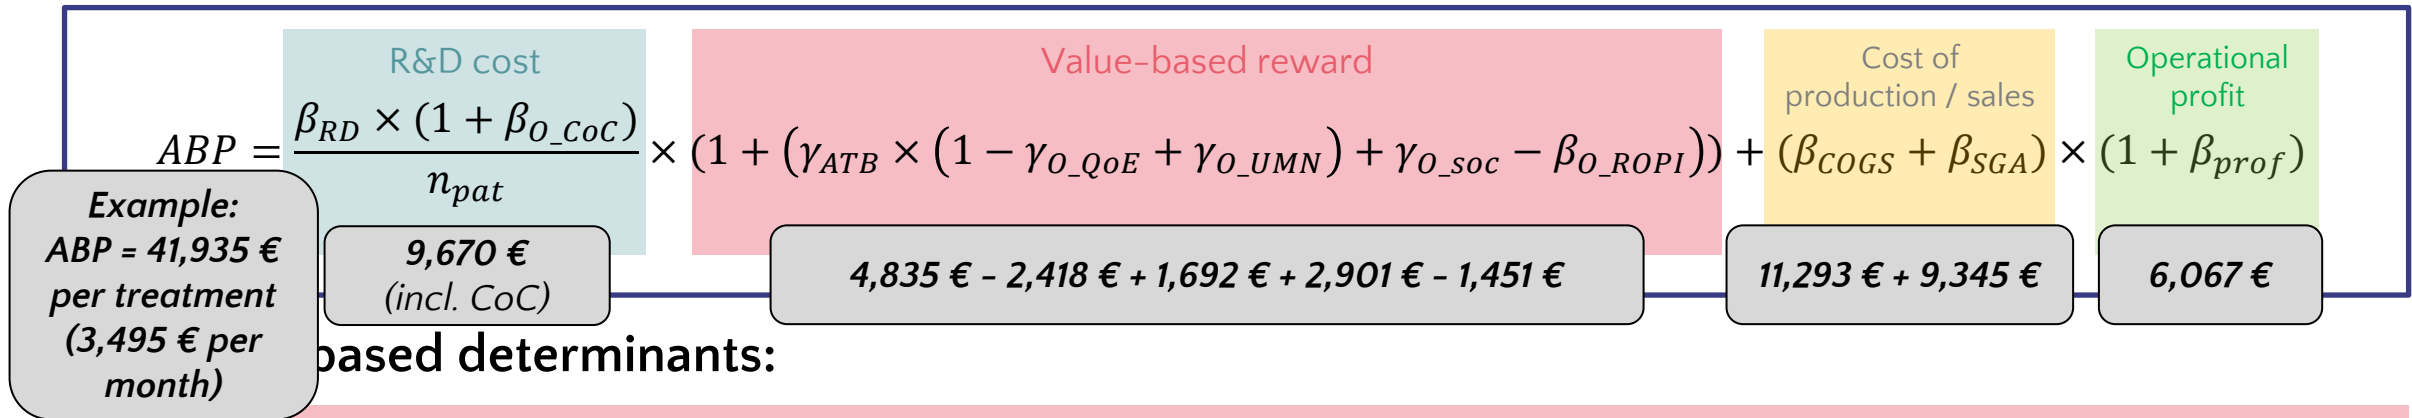 R&D cost
Value-based reward
Cost of
production / sales
Operational
profit
ABP = β_RD × (1 + β_O_CoC) / n_pat × (1 + (γ_ATB × (1 − γ_O_QoE + γ_O_UMN) + γ_O_soc − β_O_ROPI)) + (β_COGS + β_SGA) × (1 + β_prof)
Example:
ABP = 41,935 €
per treatment
(3,495 € per
month)
9,670 €
(incl. CoC)
4,835 € – 2,418 € + 1,692 € + 2,901 € – 1,451 €
11,293 € + 9,345 €
6,067 €
based determinants: